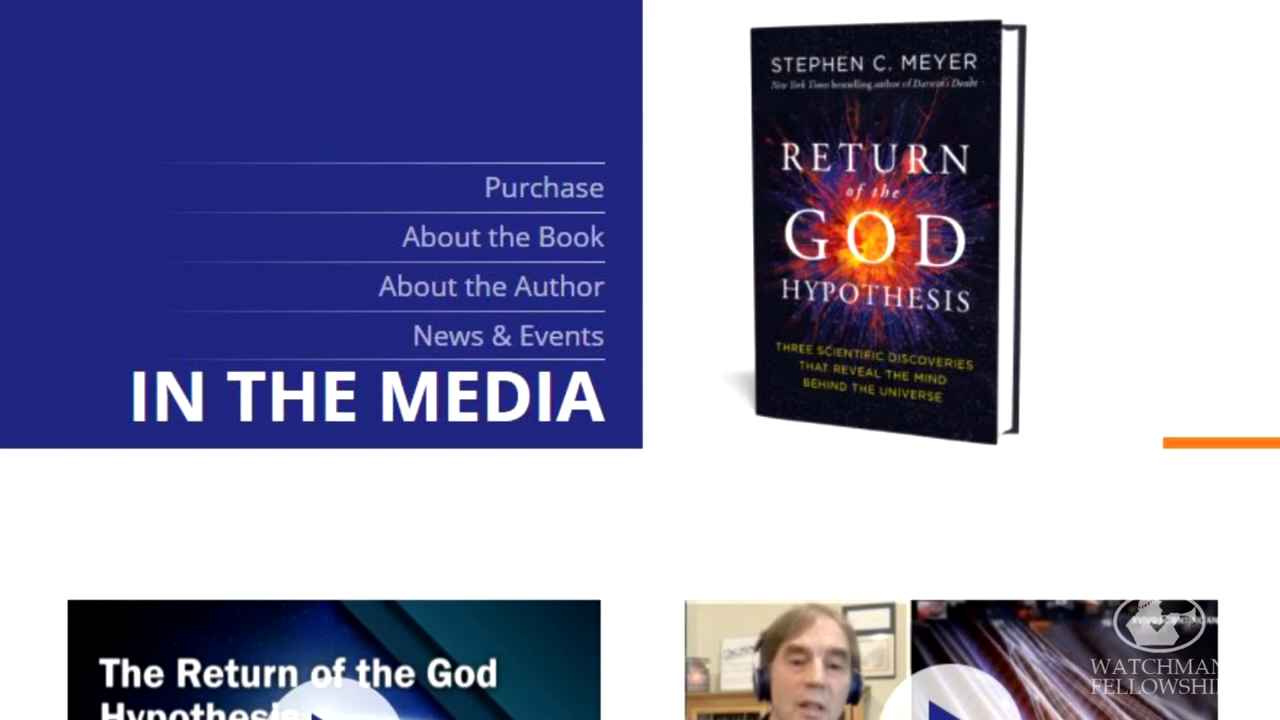 Purchase
About the Book
About the Author
News & Events
IN THE MEDIA
STEPHEN C. MEYER
New York Times bestselling author of Darwin's Doubt
RETURN
of the
GOD
HYPOTHESIS
THREE SCIENTIFIC DISCOVERIES
THAT REVEAL THE MIND
BEHIND THE UNIVERSE
The Return of the God
Hypothesis
WATCHMAN
FELLOWSHI